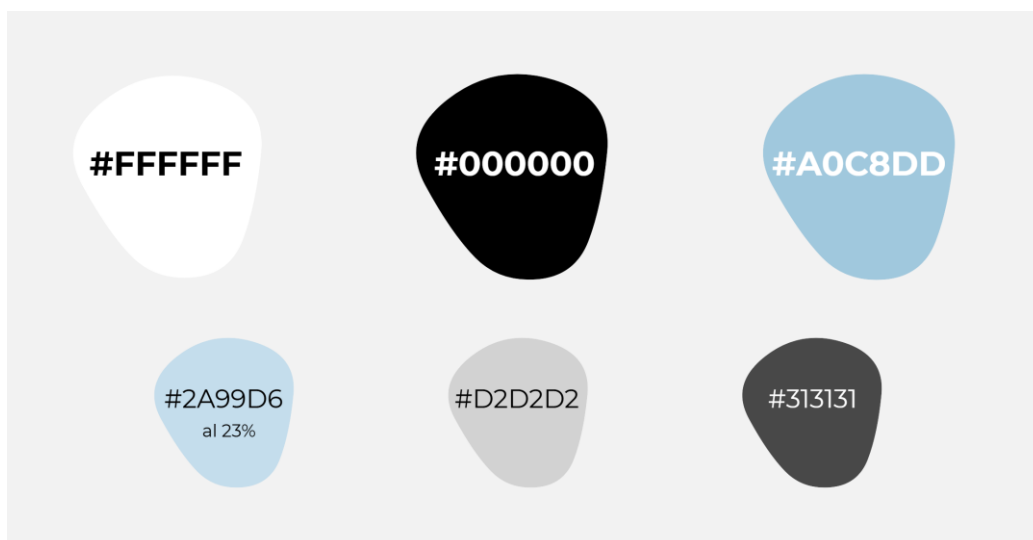 #FFFFFF
#000000
#A0C8DD
#2A99D6
al 23%
#D2D2D2
#313131